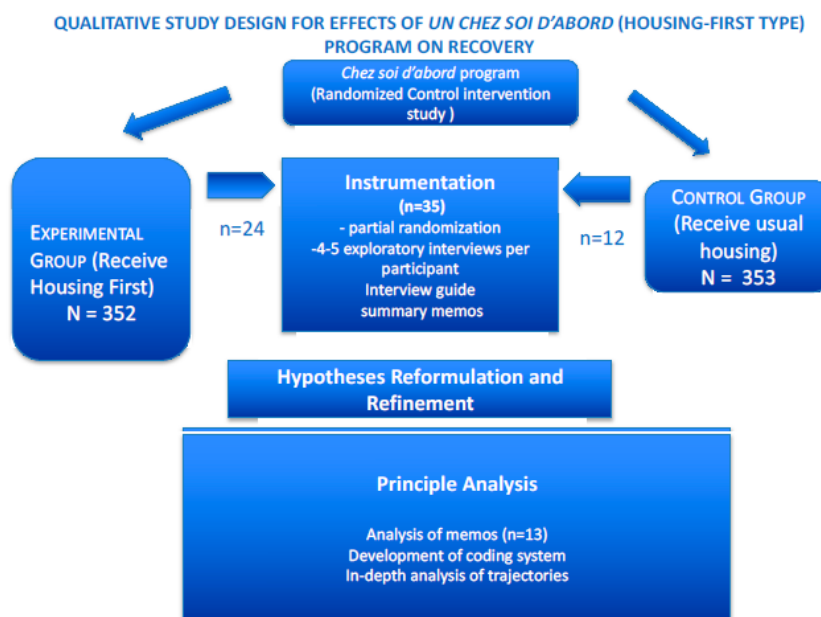 QUALITATIVE STUDY DESIGN FOR EFFECTS OF UN CHEZ SOI D'ABORD (HOUSING-FIRST TYPE)
PROGRAM ON RECOVERY
Chez soi d'abord program
(Randomized Control intervention
study )
EXPERIMENTAL
GROUP (Receive
Housing First)
N = 352
n=24
Instrumentation
(n=35)
- partial randomization
-4-5 exploratory interviews per
participant
Interview guide
summary memos
n=12
CONTROL GROUP
(Receive usual
housing)
N = 353
Hypotheses Reformulation and
Refinement
Principle Analysis
Analysis of memos (n=13)
Development of coding system
In-depth analysis of trajectories